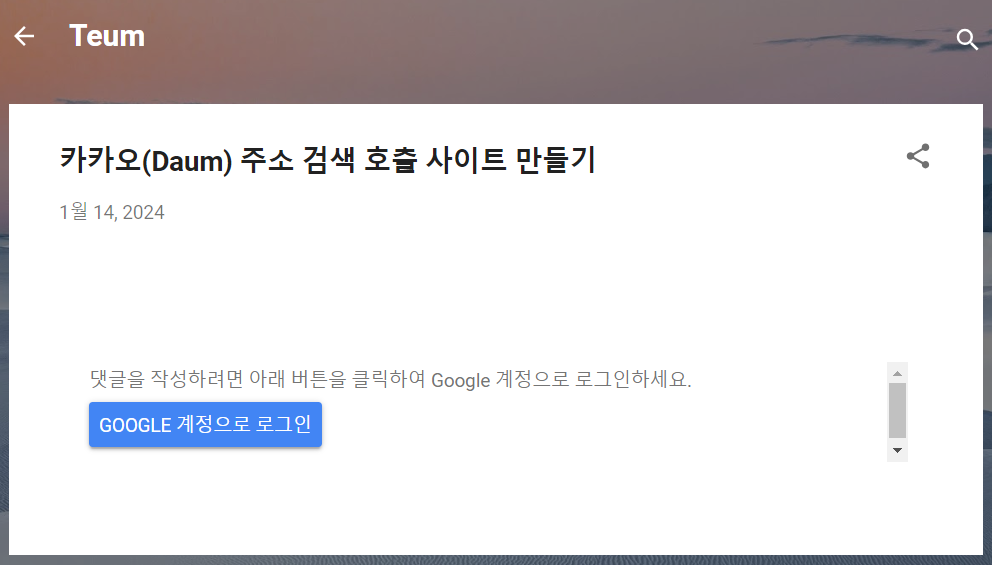 Teum
카카오(Daum) 주소 검색 호츨 사이트 만들기
1월 14, 2024
댓글을 작성하려면 아래 버튼을 클릭하여 Google 계정으로 로그인하세요.
GOOGLE 계정으로 로그인